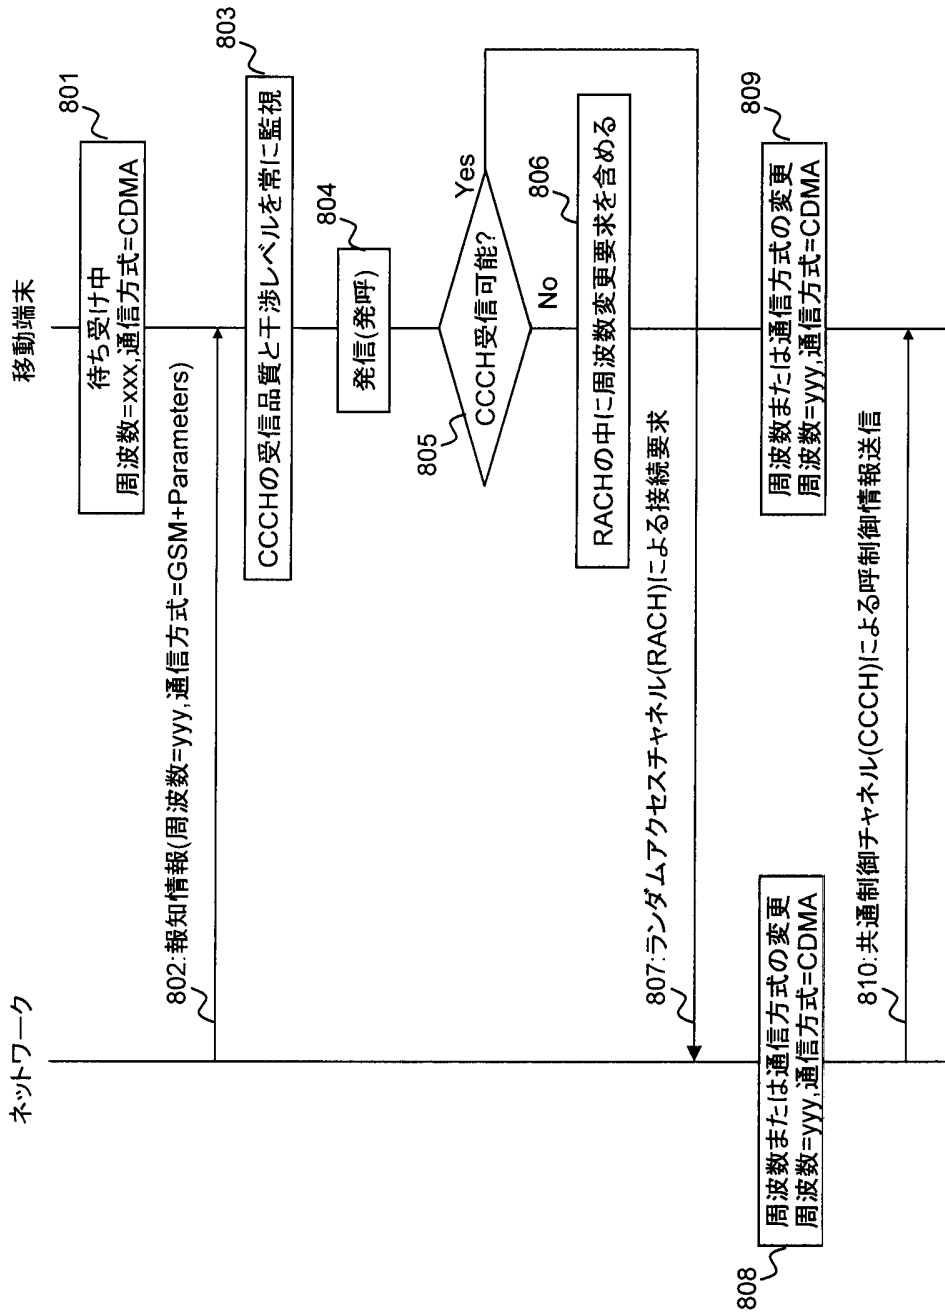 ネットワーク
移動端末
801
待ち受け中
周波数=xxx,通信方式=CDMA
802:報知情報(周波数=yyy,通信方式=GSM+Parameters)
803
CCCHの受信品質と干渉レベルを常に監視
804
発信(発呼)
805
CCCH受信可能?
Yes
No
806
RACHの中に周波数変更要求を含める
807:ランダムアクセスチャネル(RACH)による接続要求
808
周波数または通信方式の変更
周波数=yyy,通信方式=CDMA
809
周波数または通信方式の変更
周波数=yyy,通信方式=CDMA
810:共通制御チャネル(CCCH)による呼制御情報送信